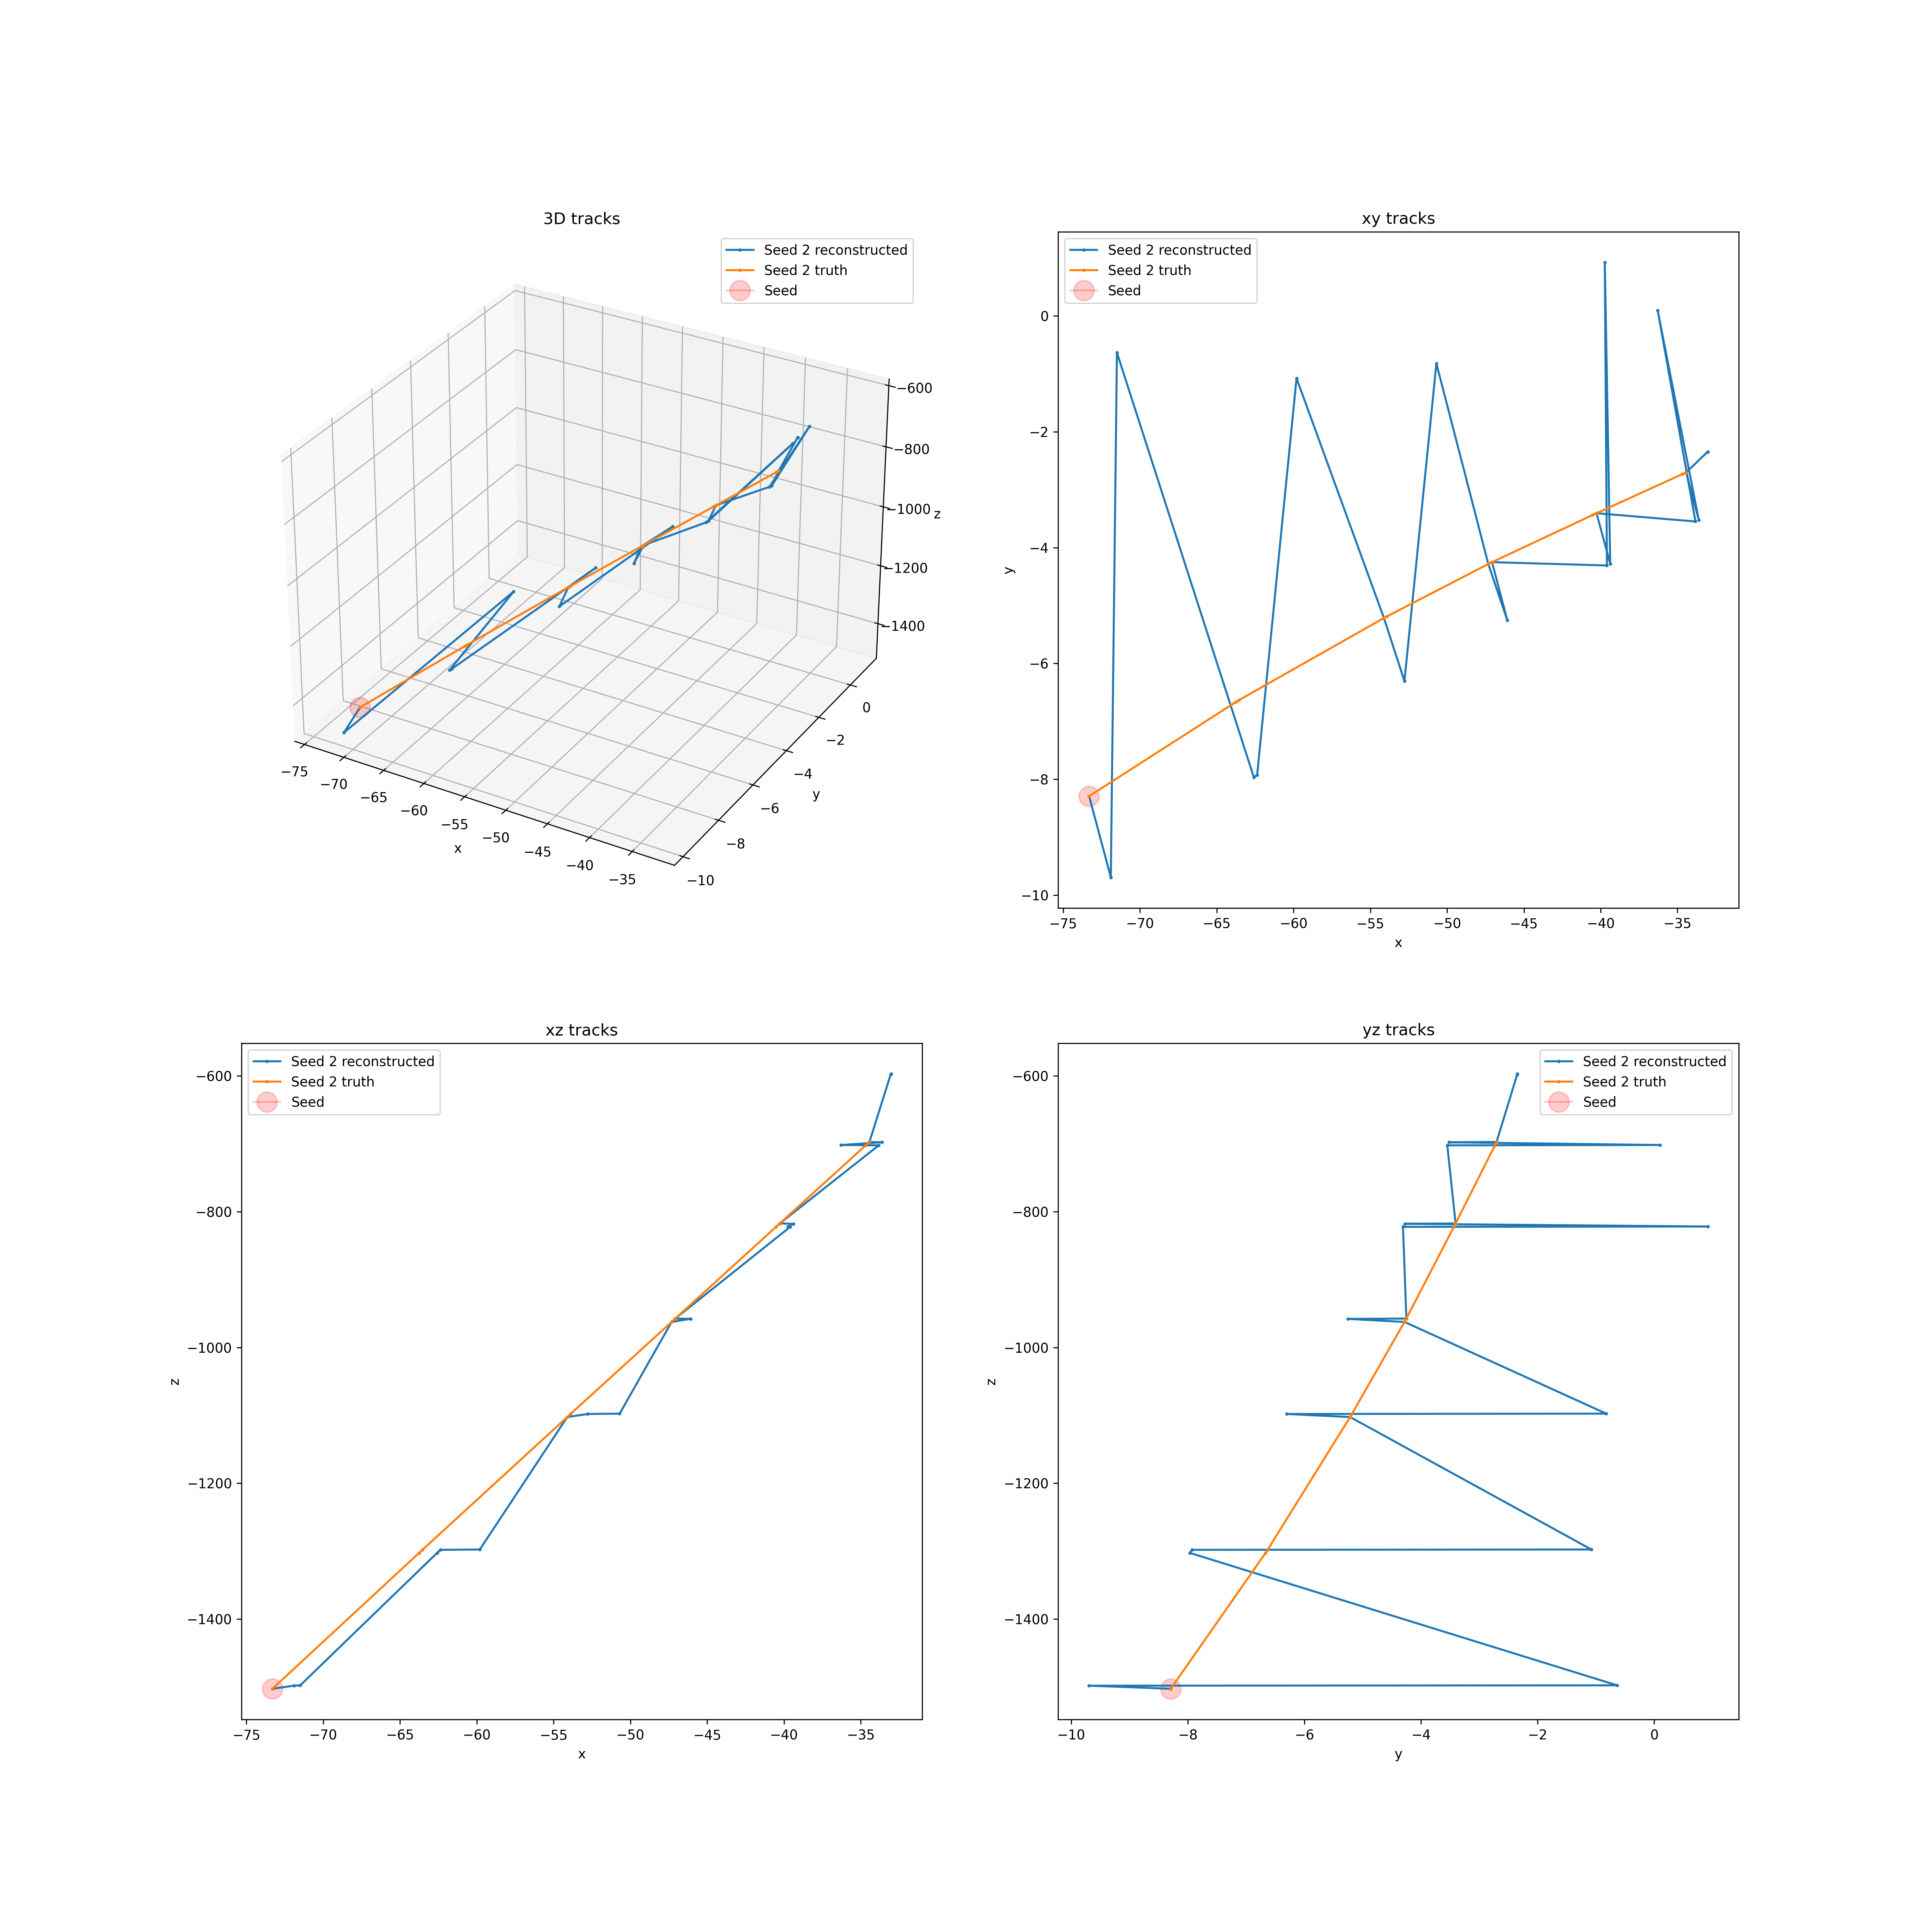 3D tracks
Seed 2 reconstructed
Seed 2 truth
Seed
−600
−800
−1000
−1200
−1400
z
0
−2
−4
−6
−8
−10
y
−75
−70
−65
−60
−55
−50
−45
−40
−35
x
xy tracks
Seed 2 reconstructed
Seed 2 truth
Seed
0
−2
−4
−6
−8
−10
y
−75 −70 −65 −60 −55 −50 −45 −40 −35
x
xz tracks
Seed 2 reconstructed
Seed 2 truth
Seed
−600
−800
−1000
−1200
−1400
z
−75 −70 −65 −60 −55 −50 −45 −40 −35
x
yz tracks
Seed 2 reconstructed
Seed 2 truth
Seed
−600
−800
−1000
−1200
−1400
z
−10 −8 −6 −4 −2 0
y